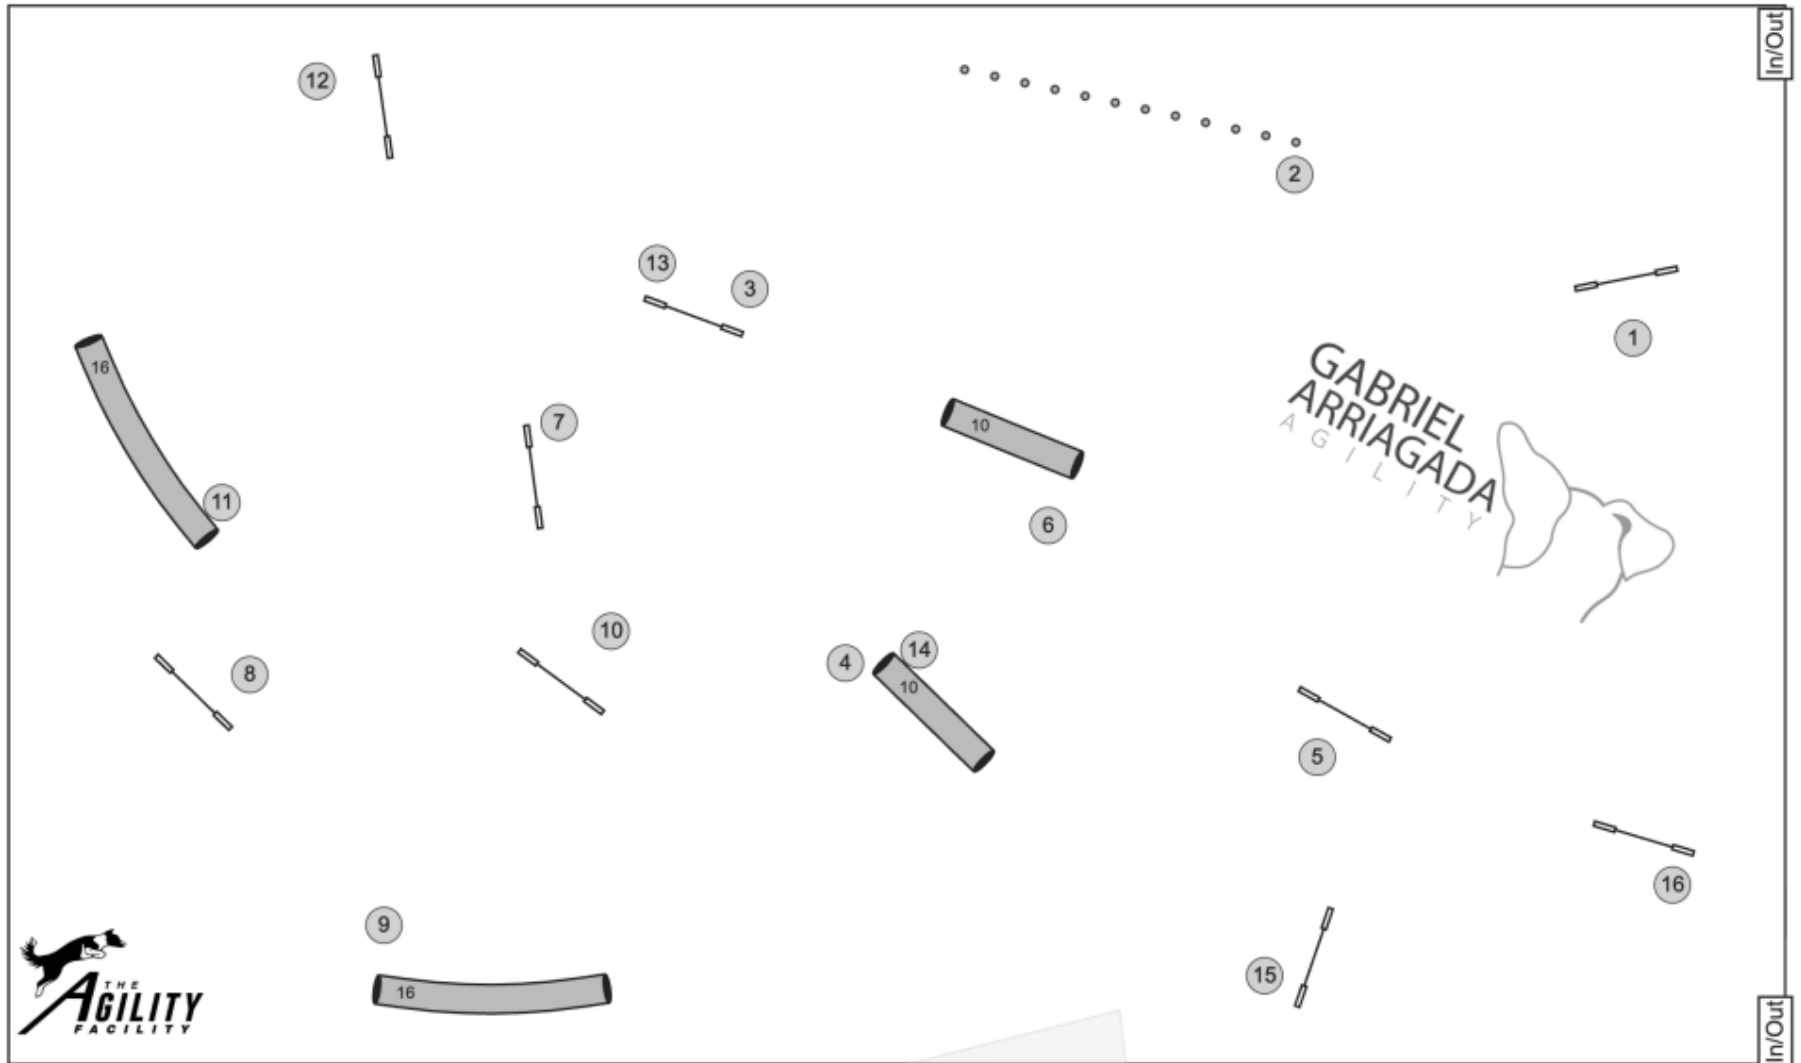 In/Out
12
2
13
3
1
16
GABRIEL
ARRIAGADA
AGILITY
7
10
11
6
10
8
4
14
10
5
16
9
15
16
THE
AGILITY
FACILITY
In/Out